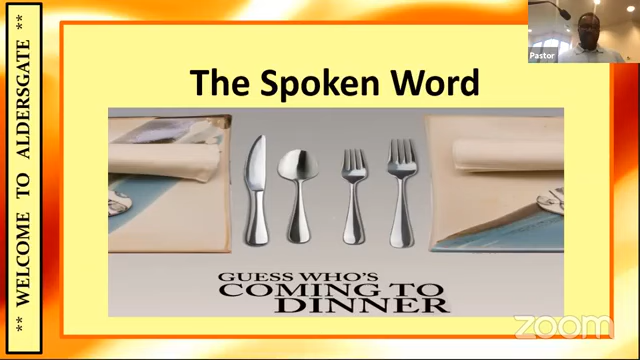 ** WELCOME TO ALDERSGATE **
Pastor
The Spoken Word
GUESS WHO'S
COMING TO
DINNER
zoom